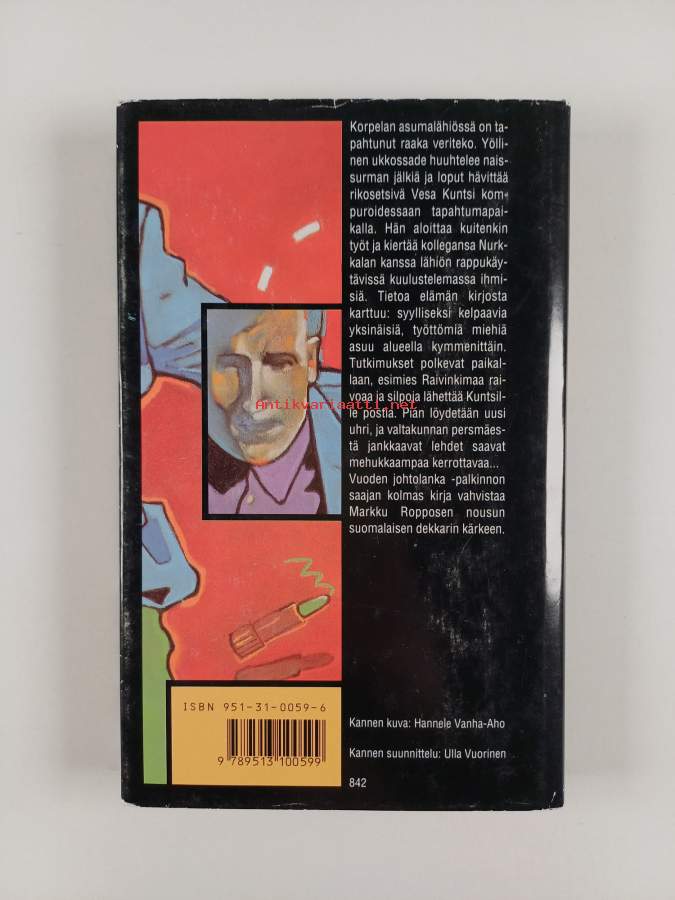 Korpelan asumalähiössä on ta-
pahtunut raaka veriteko. Yölli-
nen ukkossade huuhtelee nais-
surman jälkiä ja loput hävittää
rikosetsivä Vesa Kuntsi kom-
puroidessaan tapahtumapai-
kalla. Hän aloittaa kuitenkin
työt ja kiertää kollegansa Nurk-
kalan kanssa lähiön rappukäy-
tävissä kuulustelemassa ihmi-
siä. Tietoa elämän kirjosta
karttuu: syylliseksi kelpaavia
yksinäisiä, työttömiä miehiä
asuu alueella kymmenittäin.
Tutkimukset polkevat paikal-
laan, esimies Raivinkimaa rai-
voaa ja silpoja lähettää Kuntsil-
le postia. Pian löydetään uusi
uhri, ja valtakunnan persmäes-
tä jankkaavat lehdet saavat
mehukkaampaa kerrottavaa...
Vuoden johtolanka -palkinnon
saajan kolmas kirja vahvistaa
Markku Ropposen nousun
suomalaisen dekkarin kärkeen.
Antikvariaatti.net
ISBN 951-31-0059-6
9 789513 100599
Kannen kuva: Hannele Vanha-Aho
Kannen suunnittelu: Ulla Vuorinen
842